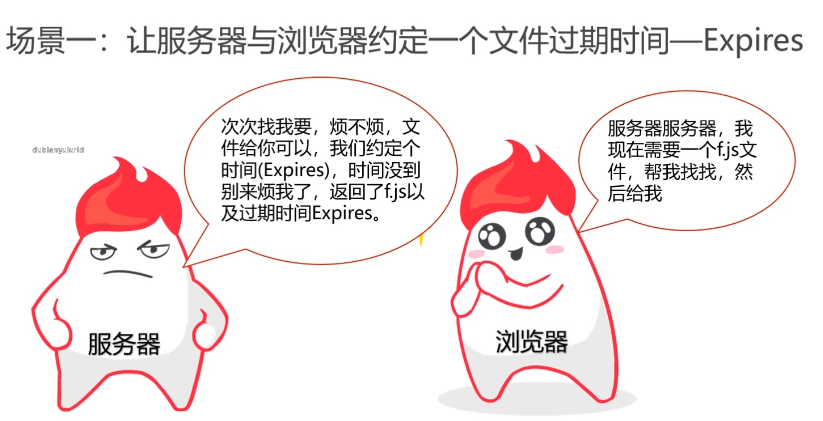 场景一：让服务器与浏览器约定一个文件过期时间—Expires
次次找我要，烦不烦，文
件给你可以，我们约定个
时间(Expires)，时间没到
别来烦我了，返回了f.js以
及过期时间Expires。
服务器服务器，我
现在需要一个f.js文
件，帮我找找，然
后给我
服务器
浏览器